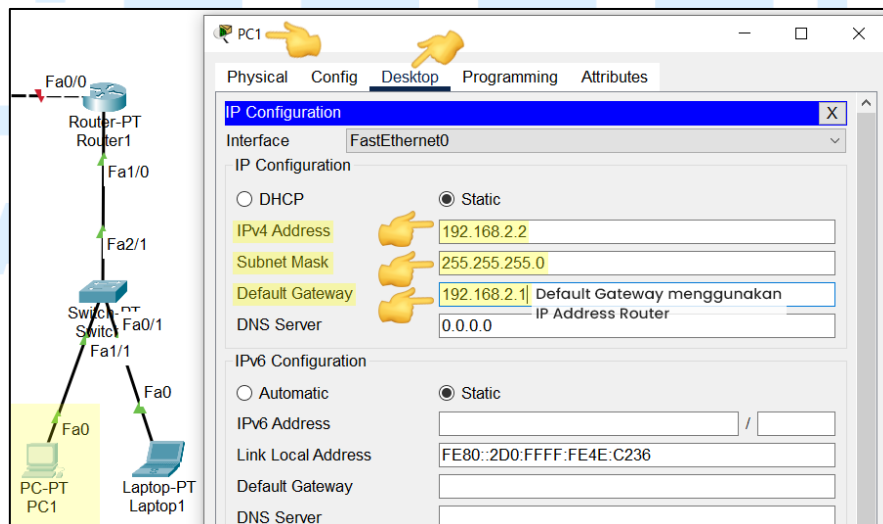 Fa0/0
Router-PT
Router1
Fa1/0
Fa2/1
Switch-PT
Switch
Fa0/1
Fa1/1
Fa0
Fa0
PC-PT
PC1
Laptop-PT
Laptop1
PC1
Physical Config Desktop Programming Attributes
IP Configuration X
Interface FastEthernet0
IP Configuration
DHCP Static
IPv4 Address 192.168.2.2
Subnet Mask 255.255.255.0
Default Gateway 192.168.2.1 Default Gateway menggunakan
IP Address Router
DNS Server 0.0.0.0
IPv6 Configuration
Automatic Static
IPv6 Address /
Link Local Address FE80::2D0:FFFF:FE4E:C236
Default Gateway
DNS Server